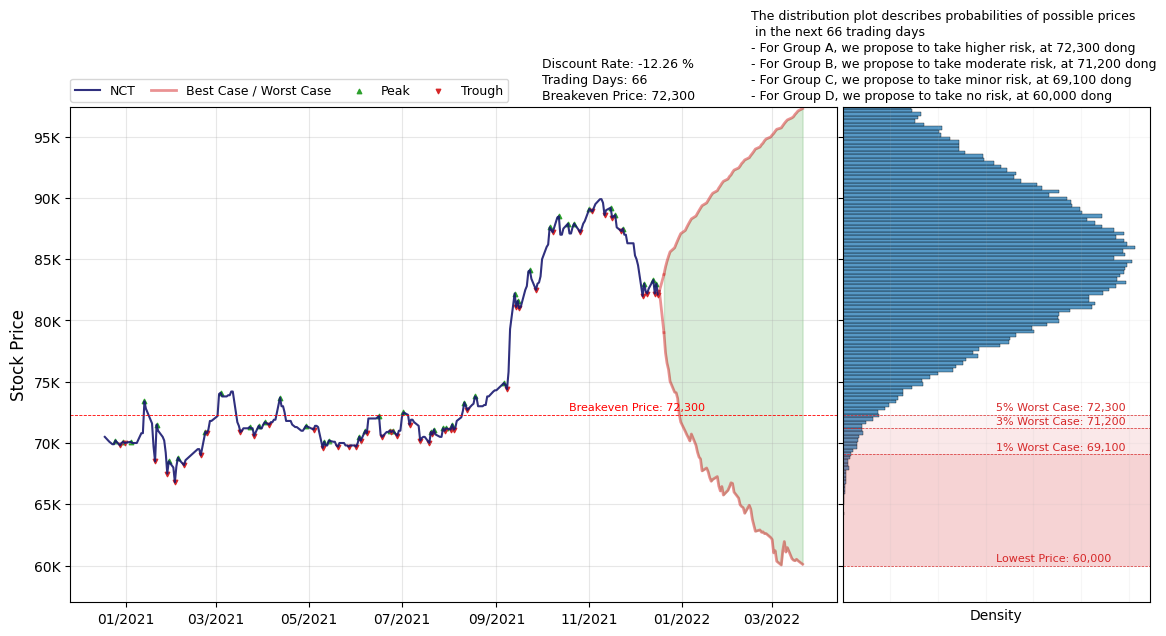 The distribution plot describes probabilities of possible prices
in the next 66 trading days
- For Group A, we propose to take higher risk, at 72,300 dong
- For Group B, we propose to take moderate risk, at 71,200 dong
- For Group C, we propose to take minor risk, at 69,100 dong
- For Group D, we propose to take no risk, at 60,000 dong
Discount Rate: -12.26 %
Trading Days: 66
Breakeven Price: 72,300
NCT Best Case / Worst Case Peak Trough
Stock Price
95K
90K
85K
80K
75K
70K
65K
60K
Breakeven Price: 72,300
5% Worst Case: 72,300
3% Worst Case: 71,200
1% Worst Case: 69,100
Lowest Price: 60,000
01/2021 03/2021 05/2021 07/2021 09/2021 11/2021 01/2022 03/2022
Density